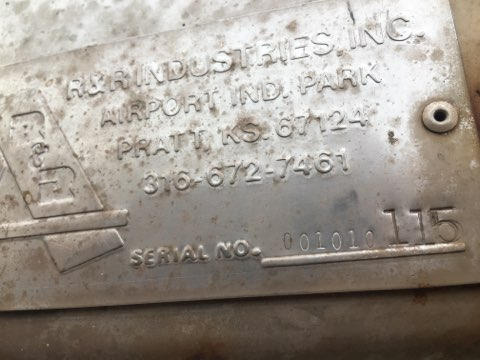 R&R INDUSTRIES, INC.
AIRPORT IND. PARK
PRATT, KS. 67124
316-672-7461
R&R
SERIAL NO. 001010 115